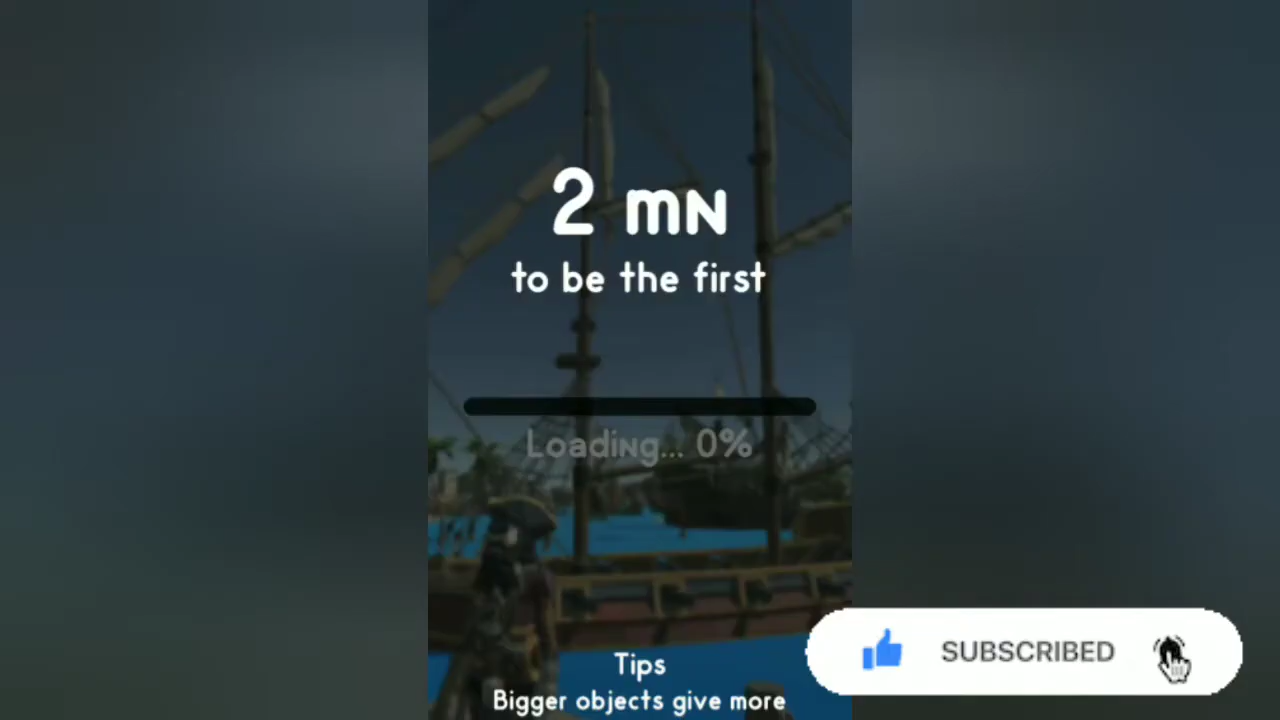 2 mn
to be the first
Loading... 0%
Tips
Bigger objects give more
SUBSCRIBED